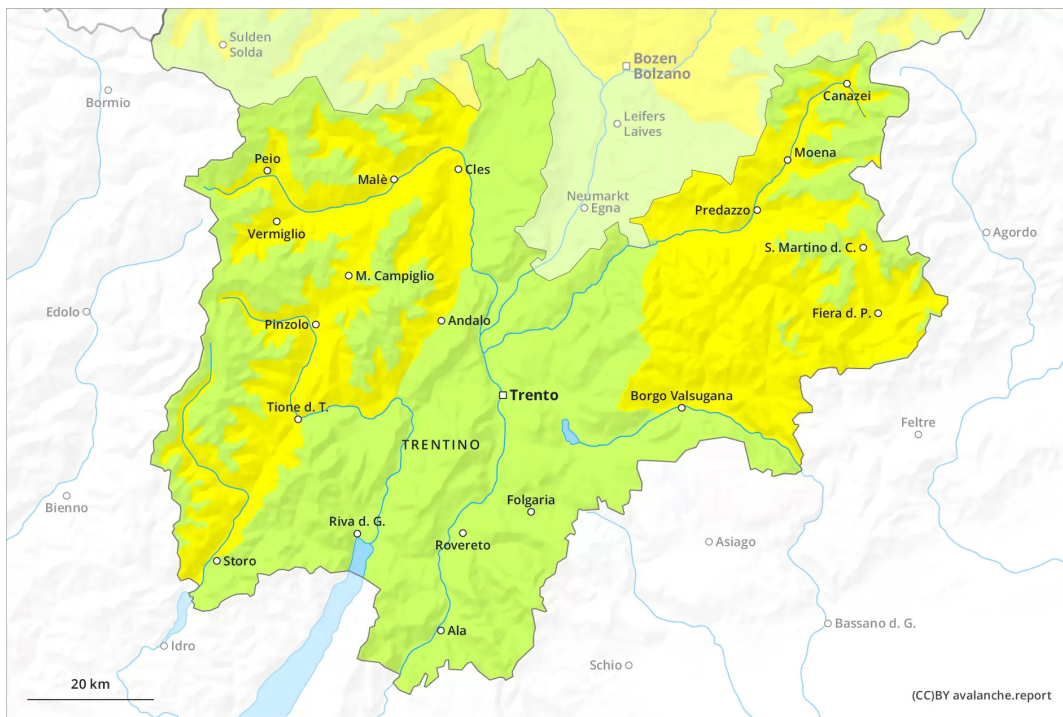 Sulden
Solda
Bozen
Bolzano
Bormio
Canazei
Leifers
Laives
Peio
Moena
Malè
Cles
Neumarkt
Egna
Predazzo
Vermiglio
Agordo
S. Martino d. C.
M. Campiglio
Edolo
Fiera d. P.
Pinzolo
Andalo
Trento
Borgo Valsugana
Tione d. T.
Feltre
TRENTINO
Bienno
Folgaria
Riva d. G.
Rovereto
Asiago
Storo
Bassano d. G.
Ala
Idro
Schio
20 km
(CC)BY avalanche.report